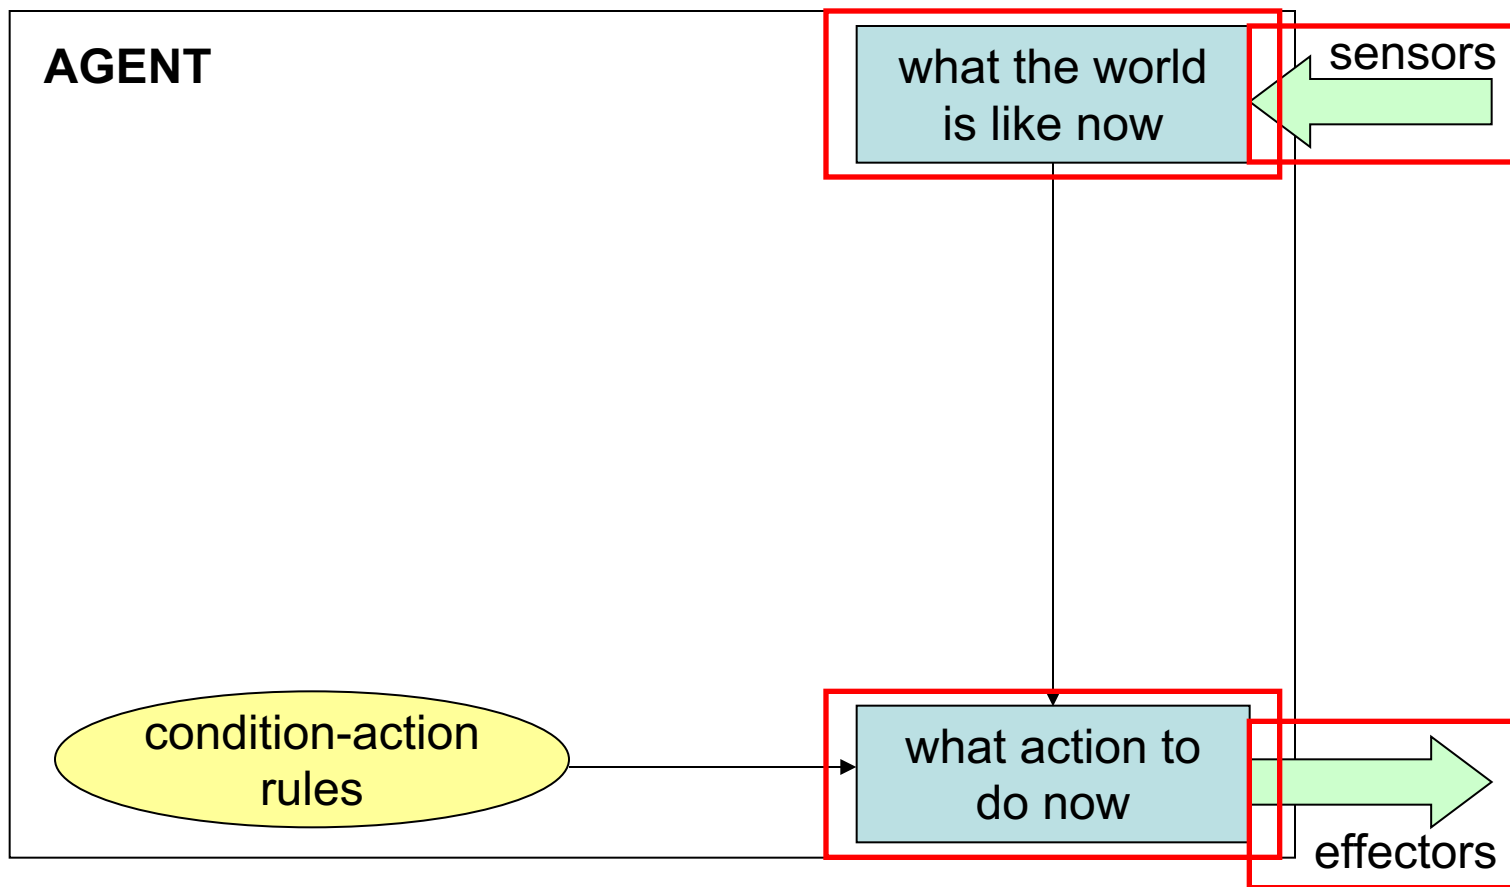 AGENT
what the world
is like now
sensors
condition-action
rules
what action to
do now
effectors